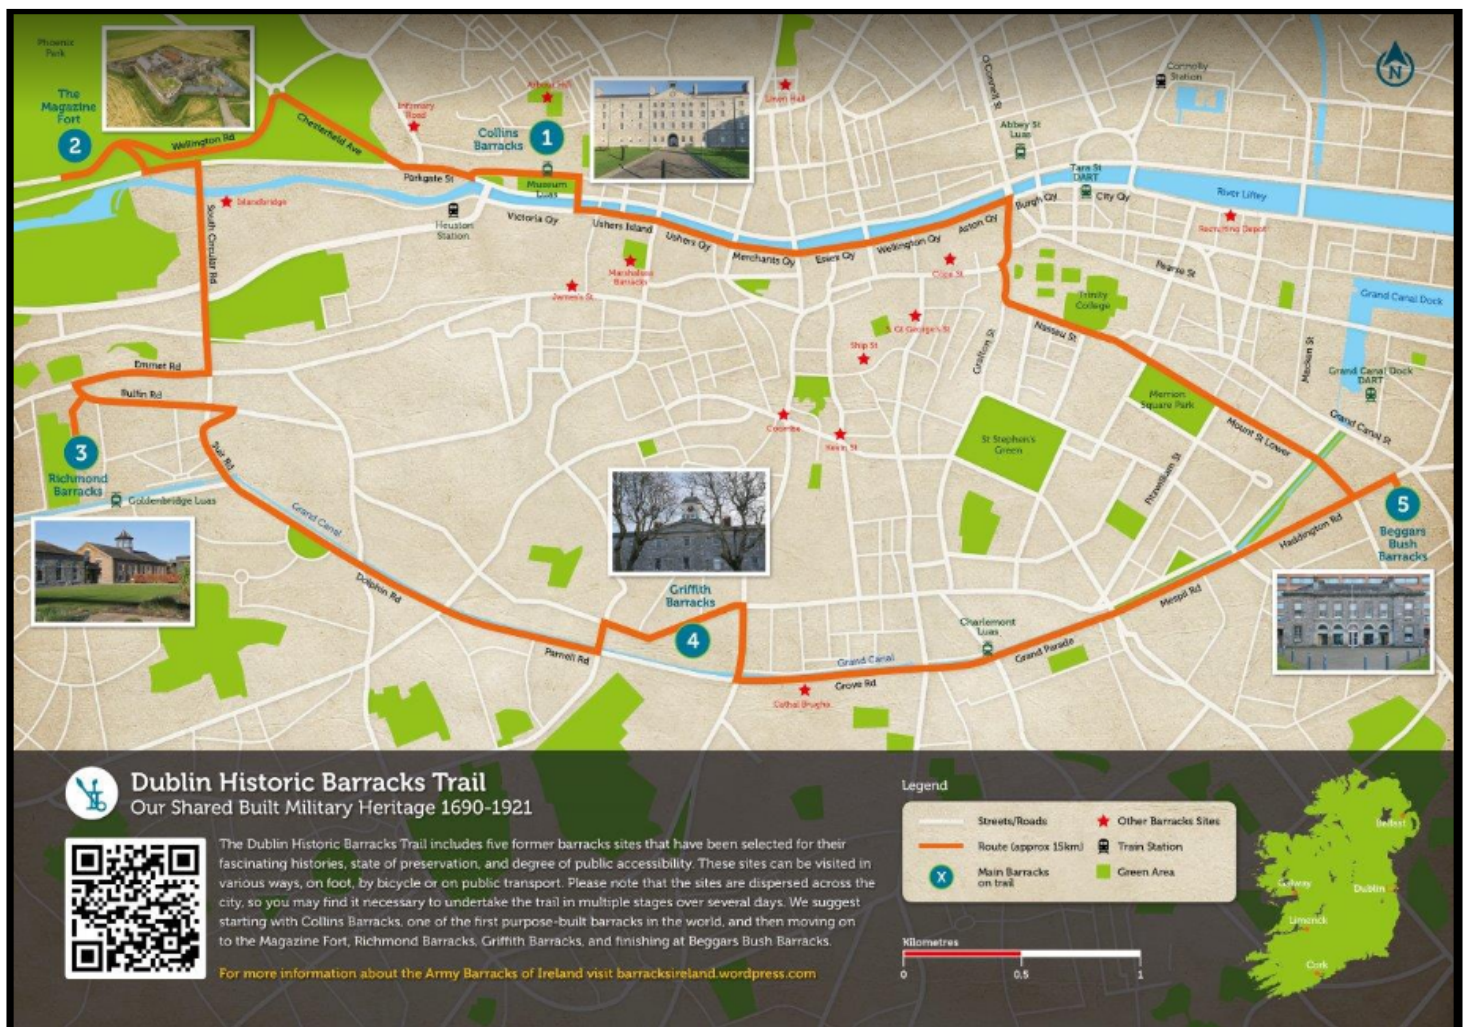 Phoenix
Park
The
Magazine
Fort
2
Wellington Rd
Chesterfield Ave
Infirmary
Road
Arbour Hill
Collins
Barracks
1
Linen Hall
O'Connell St
Connolly
Station
N
Abbey St
Luas
Tara St
DART
Parkgate St
Museum
Luas
Islandbridge
South Circular Rd
Heuston
Station
Victoria Qy
Ushers Island
Ushers Qy
Merchants Qy
Essex Qy
Wellington Qy
Aston Qy
Burgh Qy
City Qy
River Liffey
Recruiting Depot
Marshalsea
Barracks
James's St
Cope St
Pearse St
Trinity
College
Grand Canal Dock
S. Gt George's St
Ship St
Grafton St
Nassau St
Macken St
Emmet Rd
Bulfin Rd
Grand Canal Dock
DART
Merrion
Square Park
Grand Canal St
Mount St Lower
Coombe
Kevin St
St Stephen's
Green
Fitzwilliam St
3
Richmond
Barracks
Suir Rd
Goldenbridge Luas
Grand Canal
Dolphin Rd
5
Beggars
Bush
Barracks
Haddington Rd
Griffith
Barracks
4
Mespil Rd
Charlemont
Luas
Parnell Rd
Grand Canal
Grand Parade
Grove Rd
Cathal Brugha
Dublin Historic Barracks Trail
Our Shared Built Military Heritage 1690-1921
The Dublin Historic Barracks Trail includes five former barracks sites that have been selected for their
fascinating histories, state of preservation, and degree of public accessibility. These sites can be visited in
various ways, on foot, by bicycle or on public transport. Please note that the sites are dispersed across the
city, so you may find it necessary to undertake the trail in multiple stages over several days. We suggest
starting with Collins Barracks, one of the first purpose-built barracks in the world, and then moving on
to the Magazine Fort, Richmond Barracks, Griffith Barracks, and finishing at Beggars Bush Barracks.
For more information about the Army Barracks of Ireland visit barracksireland.wordpress.com
Legend
Streets/Roads
Other Barracks Sites
Route (approx 15km)
Train Station
X
Main Barracks
on trail
Green Area
Kilometres
0
0.5
1
Belfast
Galway
Dublin
Limerick
Cork